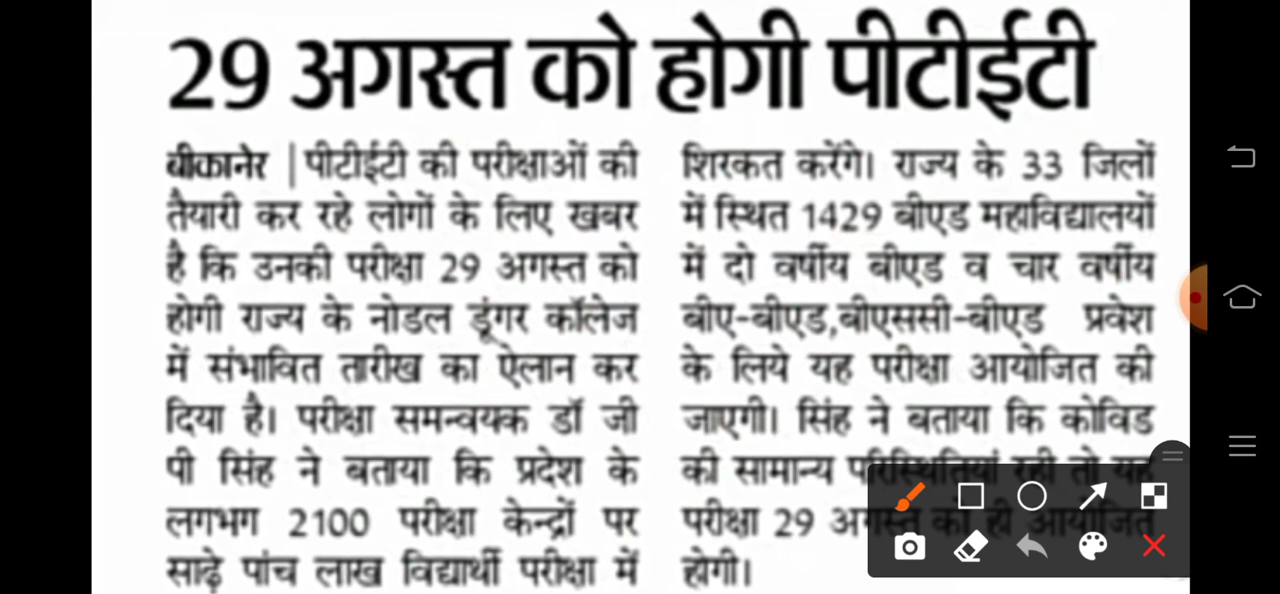 29 अगस्त को होगी पीटीईटी
बीकानेर | पीटीईटी की परीक्षाओं की
तैयारी कर रहे लोगों के लिए खबर
है कि उनकी परीक्षा 29 अगस्त को
होगी राज्य के नोडल डूंगर कॉलेज
में संभावित तारीख का ऐलान कर
दिया है। परीक्षा समन्वयक डॉ जी
पी सिंह ने बताया कि प्रदेश के
लगभग 2100 परीक्षा केन्द्रों पर
साढ़े पांच लाख विद्यार्थी परीक्षा में
शिरकत करेंगे। राज्य के 33 जिलों
में स्थित 1429 बीएड महाविद्यालयों
में दो वर्षीय बीएड व चार वर्षीय
बीए-बीएड,बीएससी-बीएड प्रवेश
के लिये यह परीक्षा आयोजित की
जाएगी। सिंह ने बताया कि कोविड
की सामान्य परिस्थितियां रही तो यह
परीक्षा 29 अगस्त को ही आयोजित
होगी।